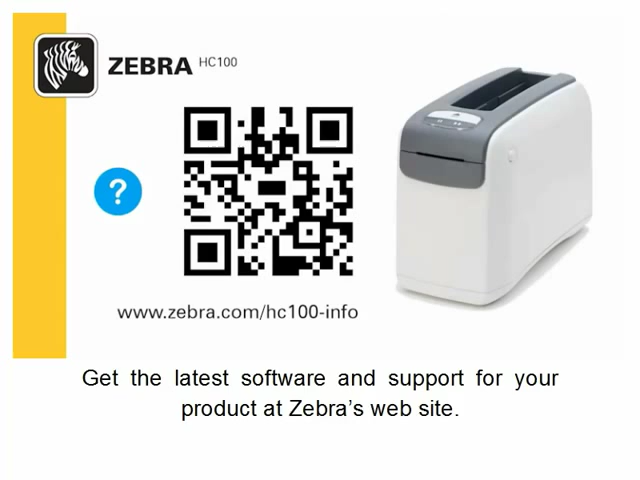 ZEBRA HC100
?
www.zebra.com/hc100-info
Get the latest software and support for your
product at Zebra’s web site.